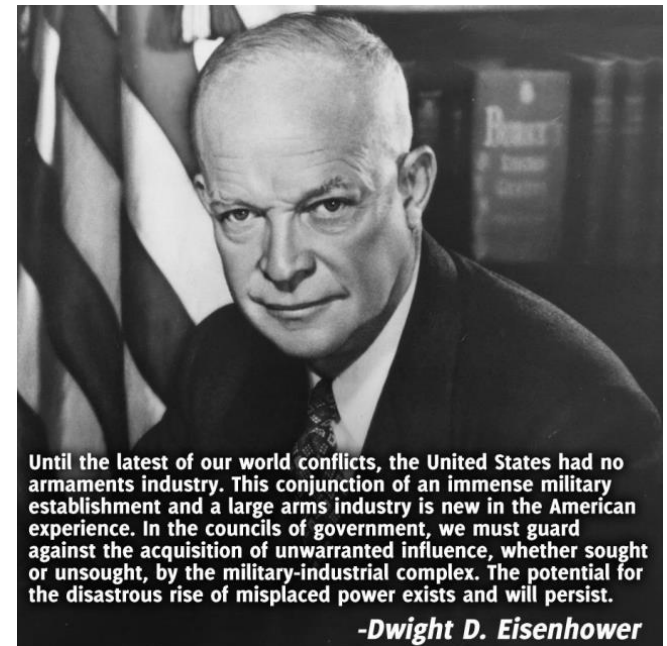 Until the latest of our world conflicts, the United States had no
armaments industry. This conjunction of an immense military
establishment and a large arms industry is new in the American
experience. In the councils of government, we must guard
against the acquisition of unwarranted influence, whether sought
or unsought, by the military-industrial complex. The potential for
the disastrous rise of misplaced power exists and will persist.
-Dwight D. Eisenhower